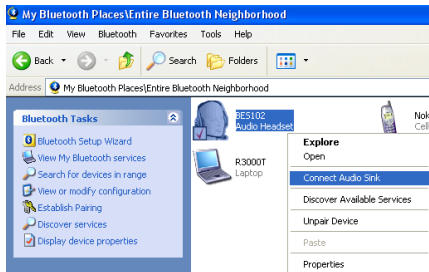 My Bluetooth Places\Entire Bluetooth Neighborhood
File Edit View Bluetooth Favorites Tools Help
Back Search Folders
Address My Bluetooth Places\Entire Bluetooth Neighborhood
Bluetooth Tasks
Bluetooth Setup Wizard
View My Bluetooth services
Search for devices in range
View or modify configuration
Establish Pairing
Discover services
Display device properties
BE5102
Audio Headset
Nok
Cell
R3000T
Laptop
Explore
Open
Connect Audio Sink
Discover Available Services
Unpair Device
Paste
Properties